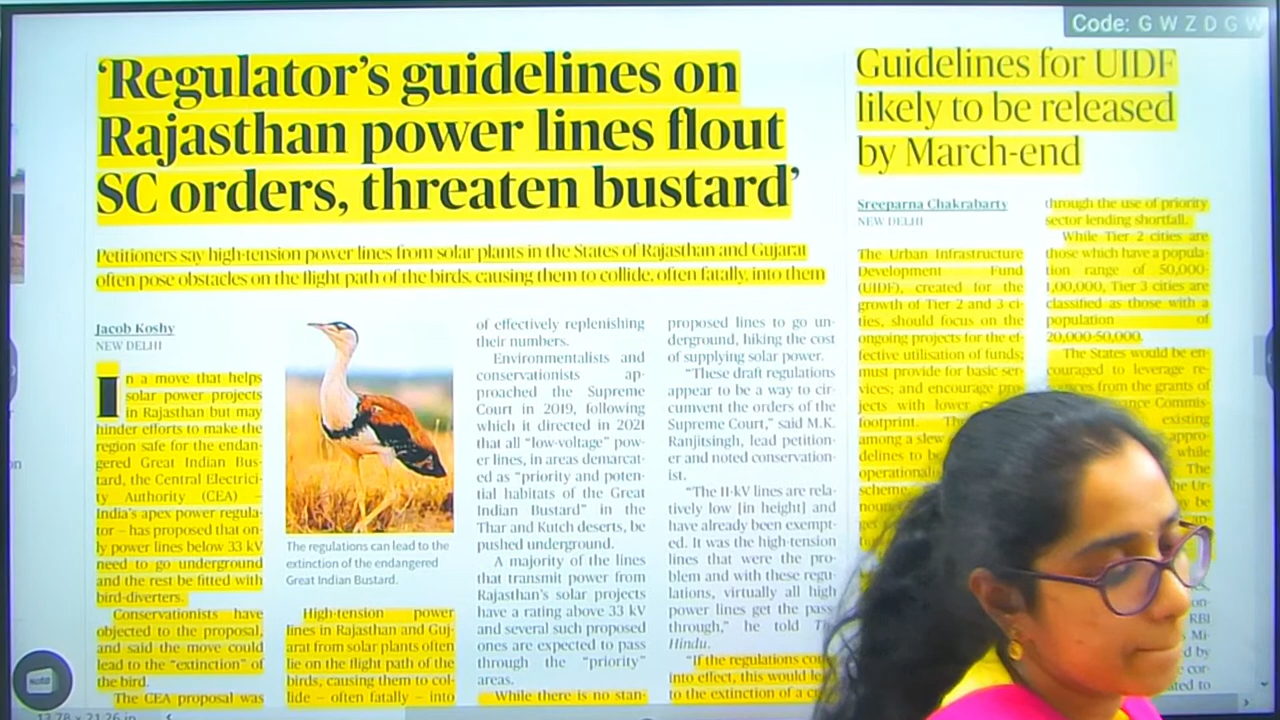 Code: G W Z D G W
‘Regulator’s guidelines on
Rajasthan power lines flout
SC orders, threaten bustard’
Petitioners say high-tension power lines from solar plants in the States of Rajasthan and Gujarat
often pose obstacles on the flight path of the birds, causing them to collide, often fatally, into them
Jacob Koshy
NEW DELHI
In a move that helps
solar power projects
in Rajasthan but may
hinder efforts to make the
region safe for the endan-
gered Great Indian Bus-
tard, the Central Electrici-
ty Authority (CEA) –
India’s apex power regula-
tor – has proposed that on-
ly power lines below 33 kV
need to go underground
and the rest be fitted with
bird-diverters.
Conservationists have
objected to the proposal,
and said the move could
lead to the “extinction” of
the bird.
The CEA proposal was
The regulations can lead to the
extinction of the endangered
Great Indian Bustard.
High-tension power
lines in Rajasthan and Guj-
arat from solar plants often
lie on the flight path of the
birds, causing them to col-
lide – often fatally – into
of effectively replenishing
their numbers.
Environmentalists and
conservationists ap-
proached the Supreme
Court in 2019, following
which it directed in 2021
that all “low-voltage” pow-
er lines, in areas demarcat-
ed as “priority and poten-
tial habitats of the Great
Indian Bustard” in the
Thar and Kutch deserts, be
pushed underground.
A majority of the lines
that transmit power from
Rajasthan’s solar projects
have a rating above 33 kV
and several such proposed
ones are expected to pass
through the “priority”
areas.
While there is no stan-
proposed lines to go un-
derground, hiking the cost
of supplying solar power.
“These draft regulations
appear to be a way to cir-
cumvent the orders of the
Supreme Court,” said M.K.
Ranjitsingh, lead petition-
er and noted conservation-
ist.
“The 11-kV lines are rela-
tively low [in height] and
have already been exempt-
ed. It was the high-tension
lines that were the pro-
blem and with these regu-
lations, virtually all high
power lines get the pass
through,” he told
Hindu.
“If the regulations
into effect, this would
to the extinction of a
Guidelines for UIDF
likely to be released
by March-end
Sreeparna Chakrabarty
NEW DELHI
The Urban Infrastructure
Development Fund
(UIDF), created for the
growth of Tier 2 and 3 ci-
ties, should focus on the
ongoing projects for the ef-
fective utilisation of funds;
must provide for basic ser-
vices; and encourage pro-
jects with lower
footprint.
among a slew
delines to be
scheme,
through the use of priority
sector lending shortfall.
While Tier 2 cities are
those which have a popula-
tion range of 50,000-
1,00,000, Tier 3 cities are
classified as those with a
population of
20,000-50,000.
The States would be en-
couraged to leverage re-
from the grants of
existing
while
The
RBI
13.78 × 21.26 in